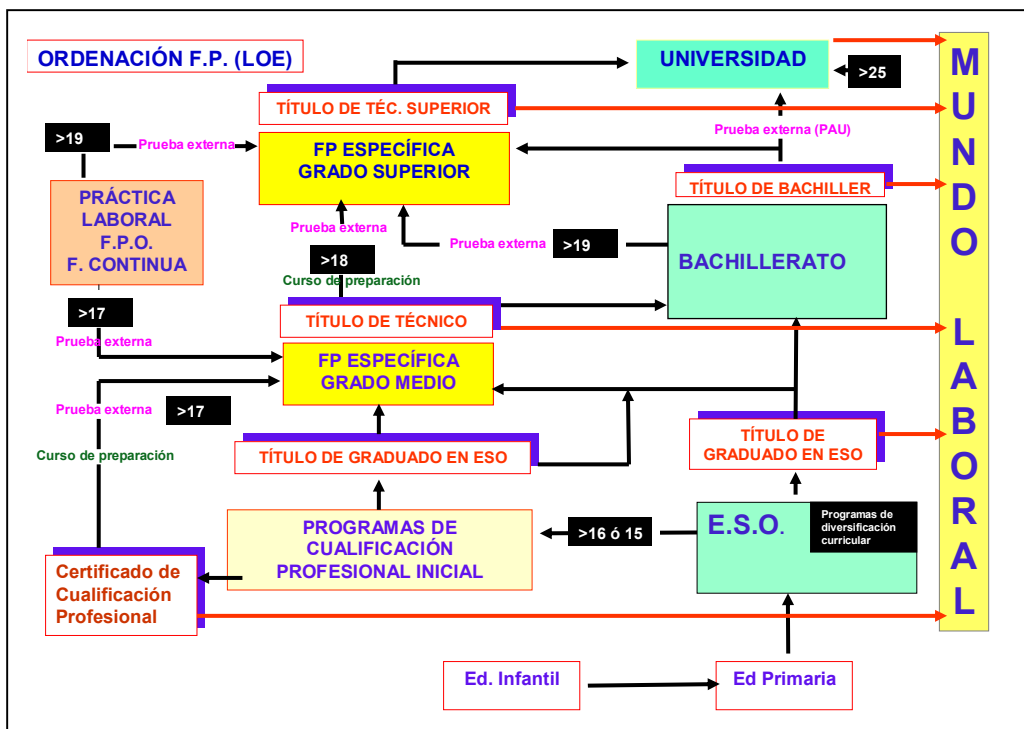 ORDENACIÓN F.P. (LOE)
UNIVERSIDAD
>25
TÍTULO DE TÉC. SUPERIOR
Prueba externa (PAU)
>19
Prueba externa
FP ESPECÍFICA
GRADO SUPERIOR
TÍTULO DE BACHILLER
PRÁCTICA
LABORAL
F.P.O.
F. CONTINUA
Prueba externa
Prueba externa
>19
BACHILLERATO
>18
Curso de preparación
>17
TÍTULO DE TÉCNICO
Prueba externa
FP ESPECÍFICA
GRADO MEDIO
Prueba externa
>17
Curso de preparación
TÍTULO DE GRADUADO EN ESO
TÍTULO DE
GRADUADO EN ESO
PROGRAMAS DE
CUALIFICACIÓN
PROFESIONAL INICIAL
>16 ó 15
E.S.O.
Programas de
diversificación
curricular
Certificado de
Cualificación
Profesional
Ed. Infantil
Ed Primaria
MUNDO LABORAL